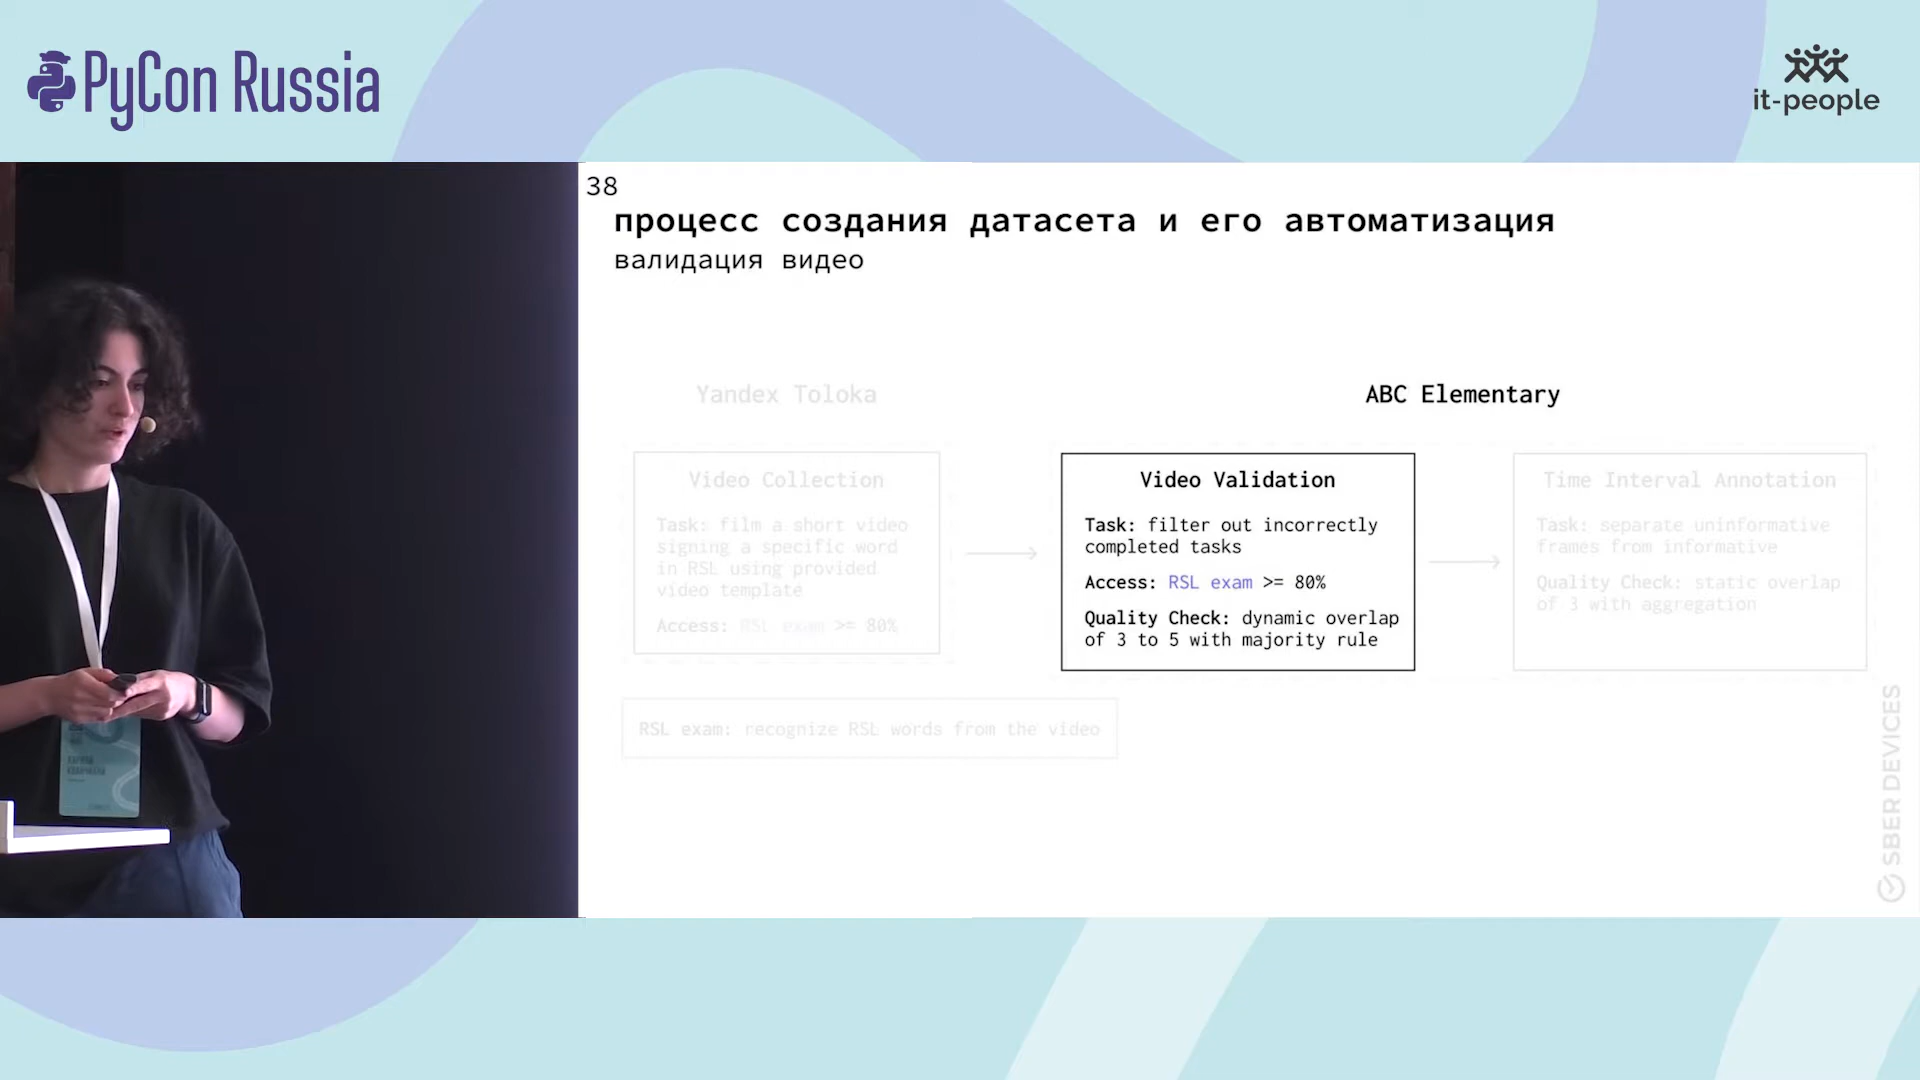 PyCon Russia
it-people
38
процесс создания датасета и его автоматизация
валидация видео
Yandex Toloka
ABC Elementary
Video Collection
Task: film a short video
signing a specific word
in RSL using provided
video template
Access: RSL exam >= 80%
Video Validation
Task: filter out incorrectly
completed tasks
Access: RSL exam >= 80%
Quality Check: dynamic overlap
of 3 to 5 with majority rule
Time Interval Annotation
Task: separate uninformative
frames from informative
Quality Check: static overlap
of 3 with aggregation
RSL exam: recognize RSL words from the video
SBER DEVICES